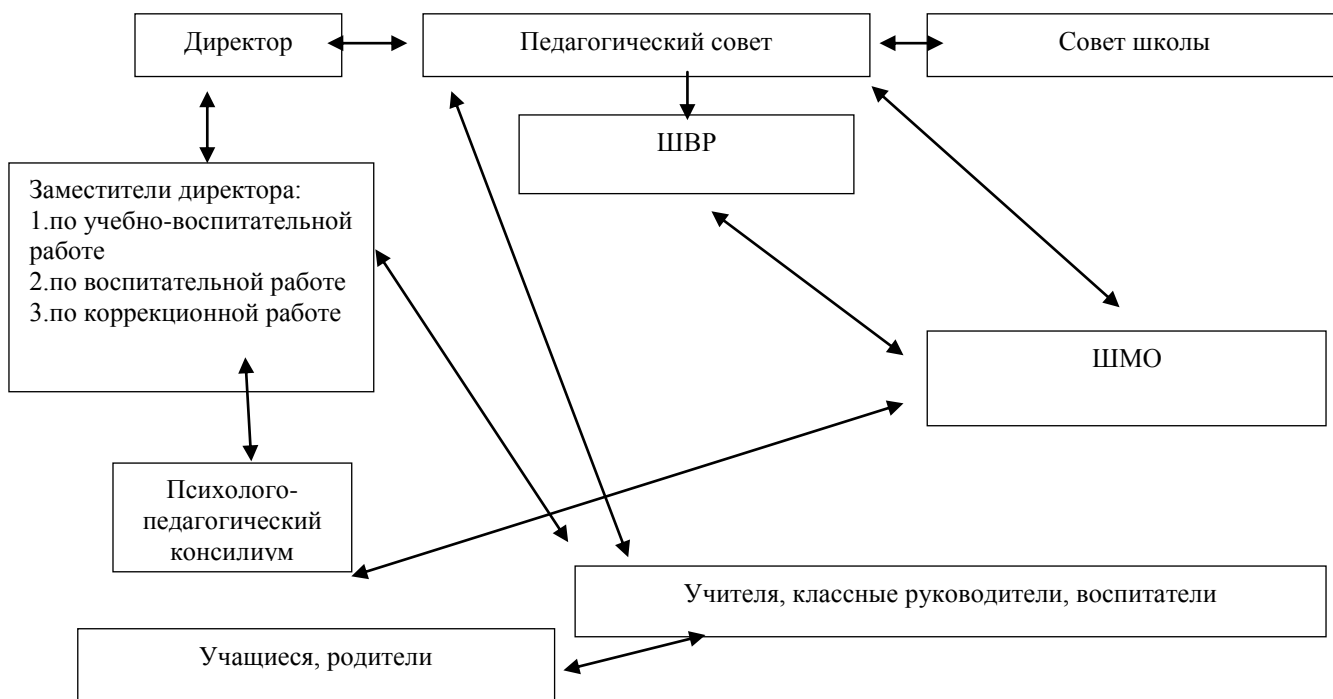 Директор
Педагогический совет
Совет школы
ШВР
Заместители директора:
1.по учебно-воспитательной
работе
2.по воспитательной работе
3.по коррекционной работе
ШМО
Психолого-
педагогический
консилиум
Учителя, классные руководители, воспитатели
Учащиеся, родители